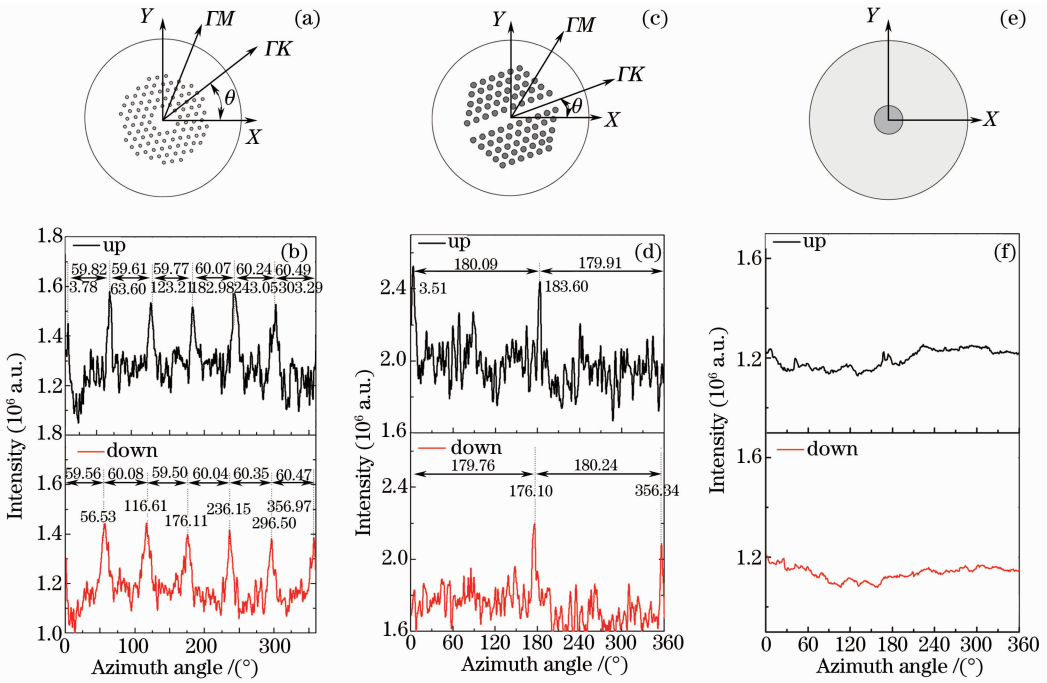 (a)
Y
ΓM
ΓK
θ
X
(c)
Y
ΓM
ΓK
θ
X
(e)
Y
X
(b)
up
59.82 59.61 59.77 60.07 60.24 60.49
3.78 63.60 123.21 182.98 243.05 303.29
1.8
1.6
1.4
1.2
1.8
down
59.56 60.08 59.50 60.04 60.35 60.47
56.53 116.61 176.11 236.15 296.50 356.97
1.6
1.4
1.2
1.0
0 50 100 150 200 250 300
Intensity (10⁶ a.u.)
Azimuth angle /(°)
(d)
up
180.09 179.91
3.51 183.60
2.4
2.0
1.6
down
179.76 180.24
176.10 356.34
2.4
2.0
1.6
0 60 120 180 240 300 360
Intensity (10⁶ a.u.)
Azimuth angle /(°)
(f)
up
1.6
1.2
down
1.6
1.2
0 60 120 180 240 300 360
Intensity (10⁶ a.u.)
Azimuth angle /(°)